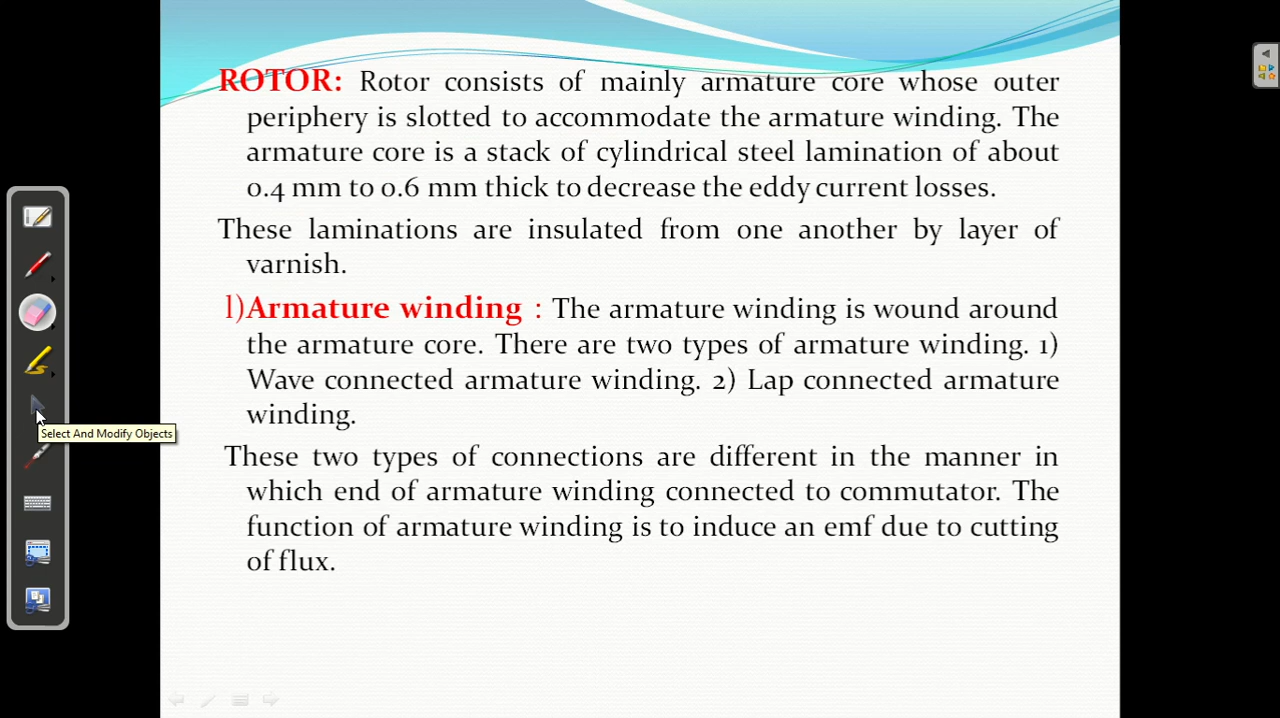 ROTOR: Rotor consists of mainly armature core whose outer
periphery is slotted to accommodate the armature winding. The
armature core is a stack of cylindrical steel lamination of about
0.4 mm to 0.6 mm thick to decrease the eddy current losses.
These laminations are insulated from one another by layer of
varnish.
l)Armature winding : The armature winding is wound around
the armature core. There are two types of armature winding. 1)
Wave connected armature winding. 2) Lap connected armature
winding.
Select And Modify Objects
These two types of connections are different in the manner in
which end of armature winding connected to commutator. The
function of armature winding is to induce an emf due to cutting
of flux.